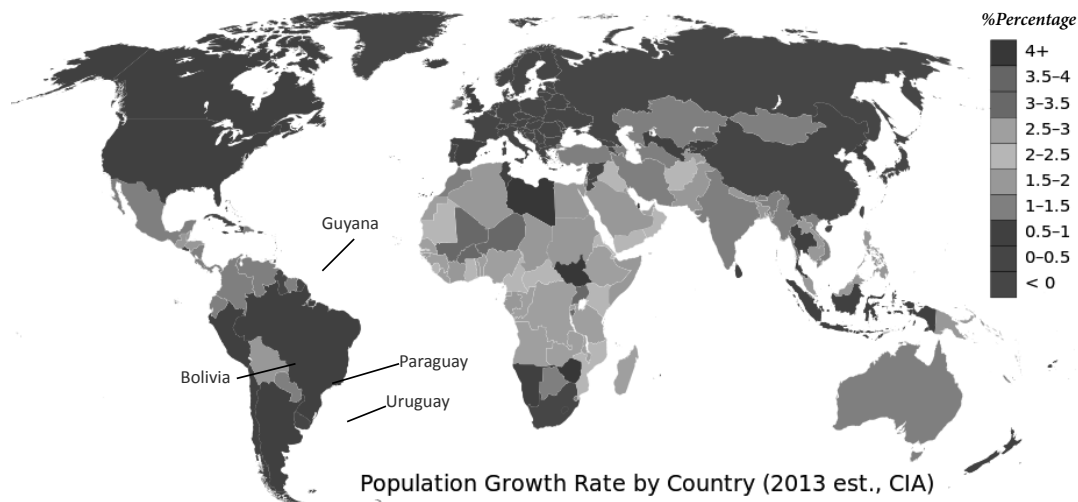 %Percentage
4+
3.5–4
3–3.5
2.5–3
2–2.5
1.5–2
1–1.5
0.5–1
0–0.5
< 0
Guyana
Bolivia
Paraguay
Uruguay
Population Growth Rate by Country (2013 est., CIA)